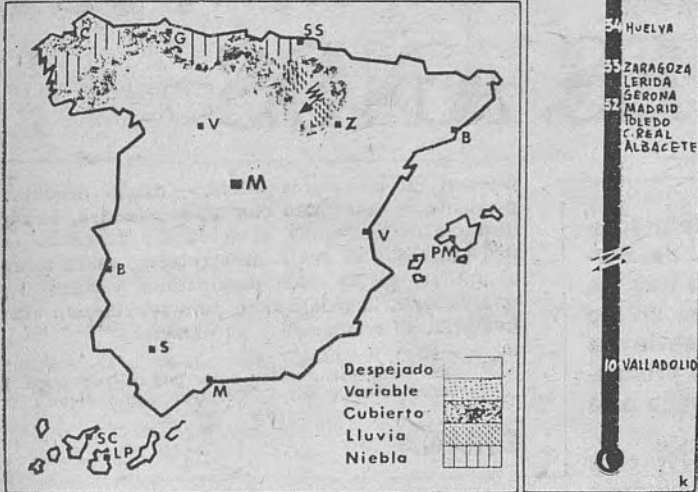 C
G
SS
V
Z
B
M
V
PM
B
S
M
SC
LP
Despejado
Variable
Cubierto
Lluvia
Niebla
34 HUELVA
33 ZARAGOZA
LERIDA
GERONA
32 MADRID
TOLEDO
C. REAL
ALBACETE
10 VALLADOLID
k